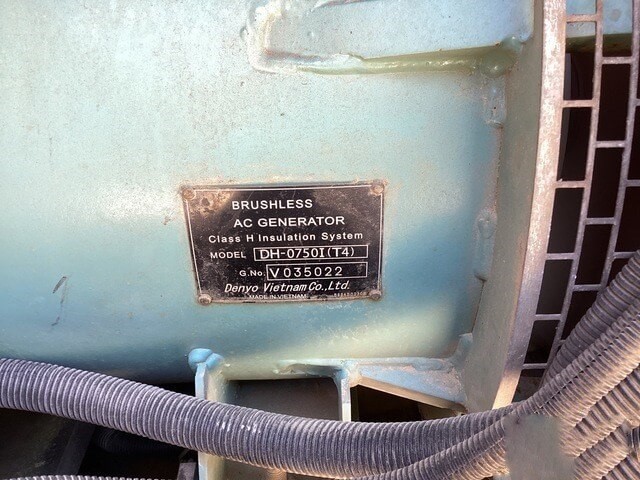 BRUSHLESS
AC GENERATOR
Class H Insulation System
MODEL DH-0750I(T4)
G.No. V035022
Denyo Vietnam Co.,Ltd.
MADE IN VIETNAM